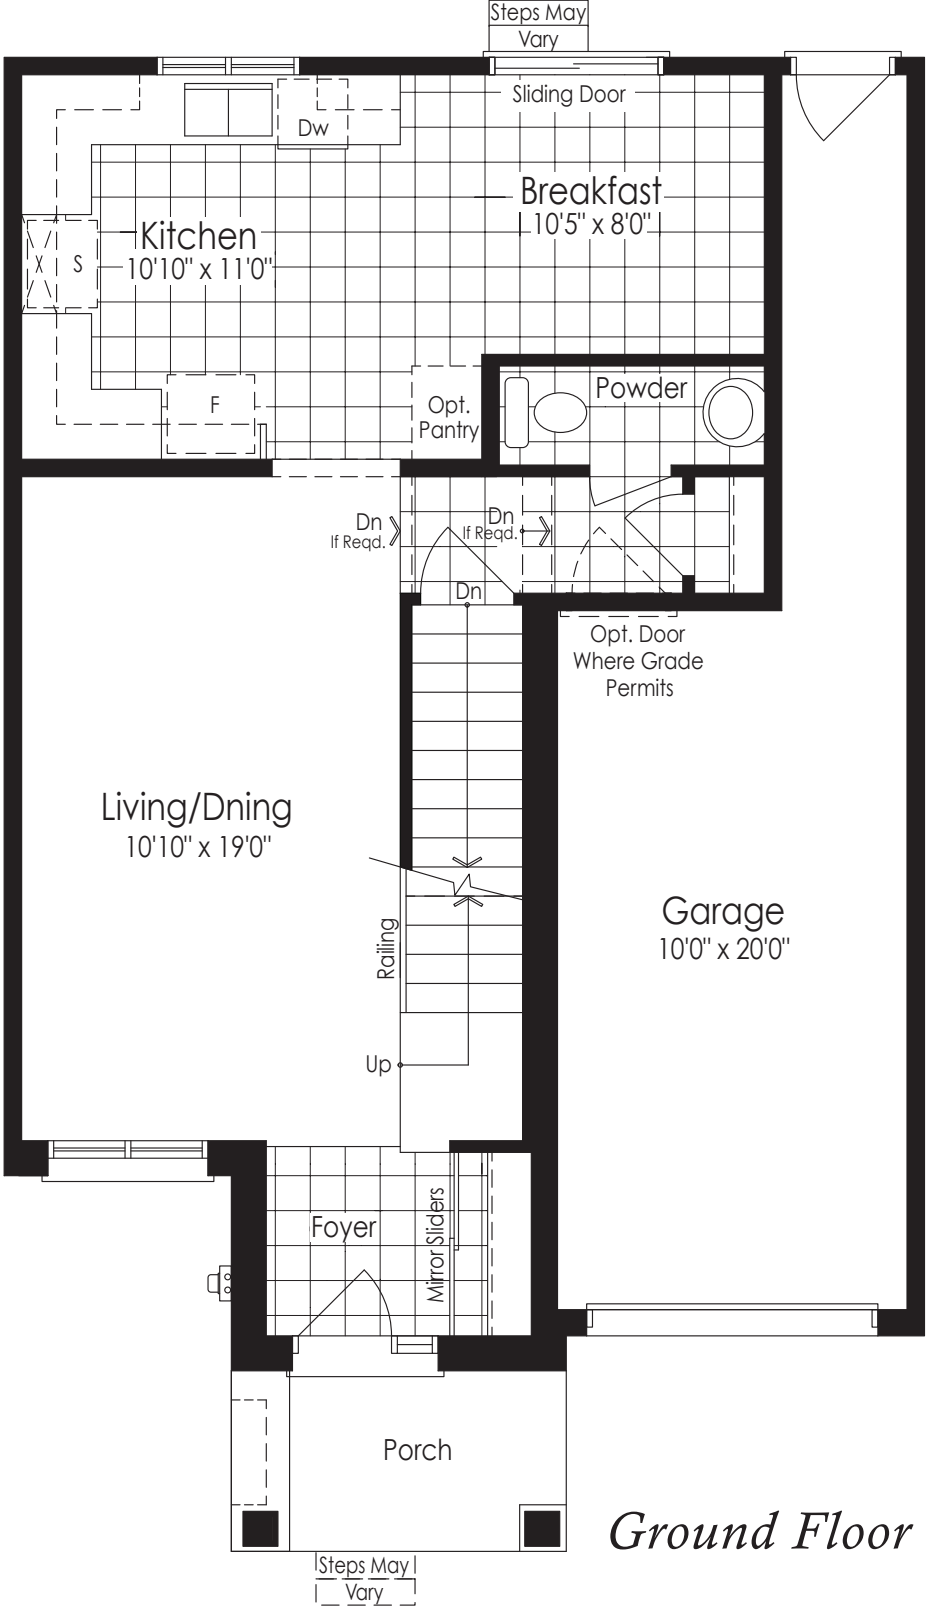 Steps May
Vary
Sliding Door
Dw
Breakfast
10'5" x 8'0"
Kitchen
10'10" x 11'0"
X
S
F
Opt.
Pantry
Powder
Dn
If Reqd.
Dn
If Reqd.
Dn
Opt. Door
Where Grade
Permits
Living/Dning
10'10" x 19'0"
Garage
10'0" x 20'0"
Railing
Up
Foyer
Mirror Sliders
Porch
Ground Floor
Steps May
Vary